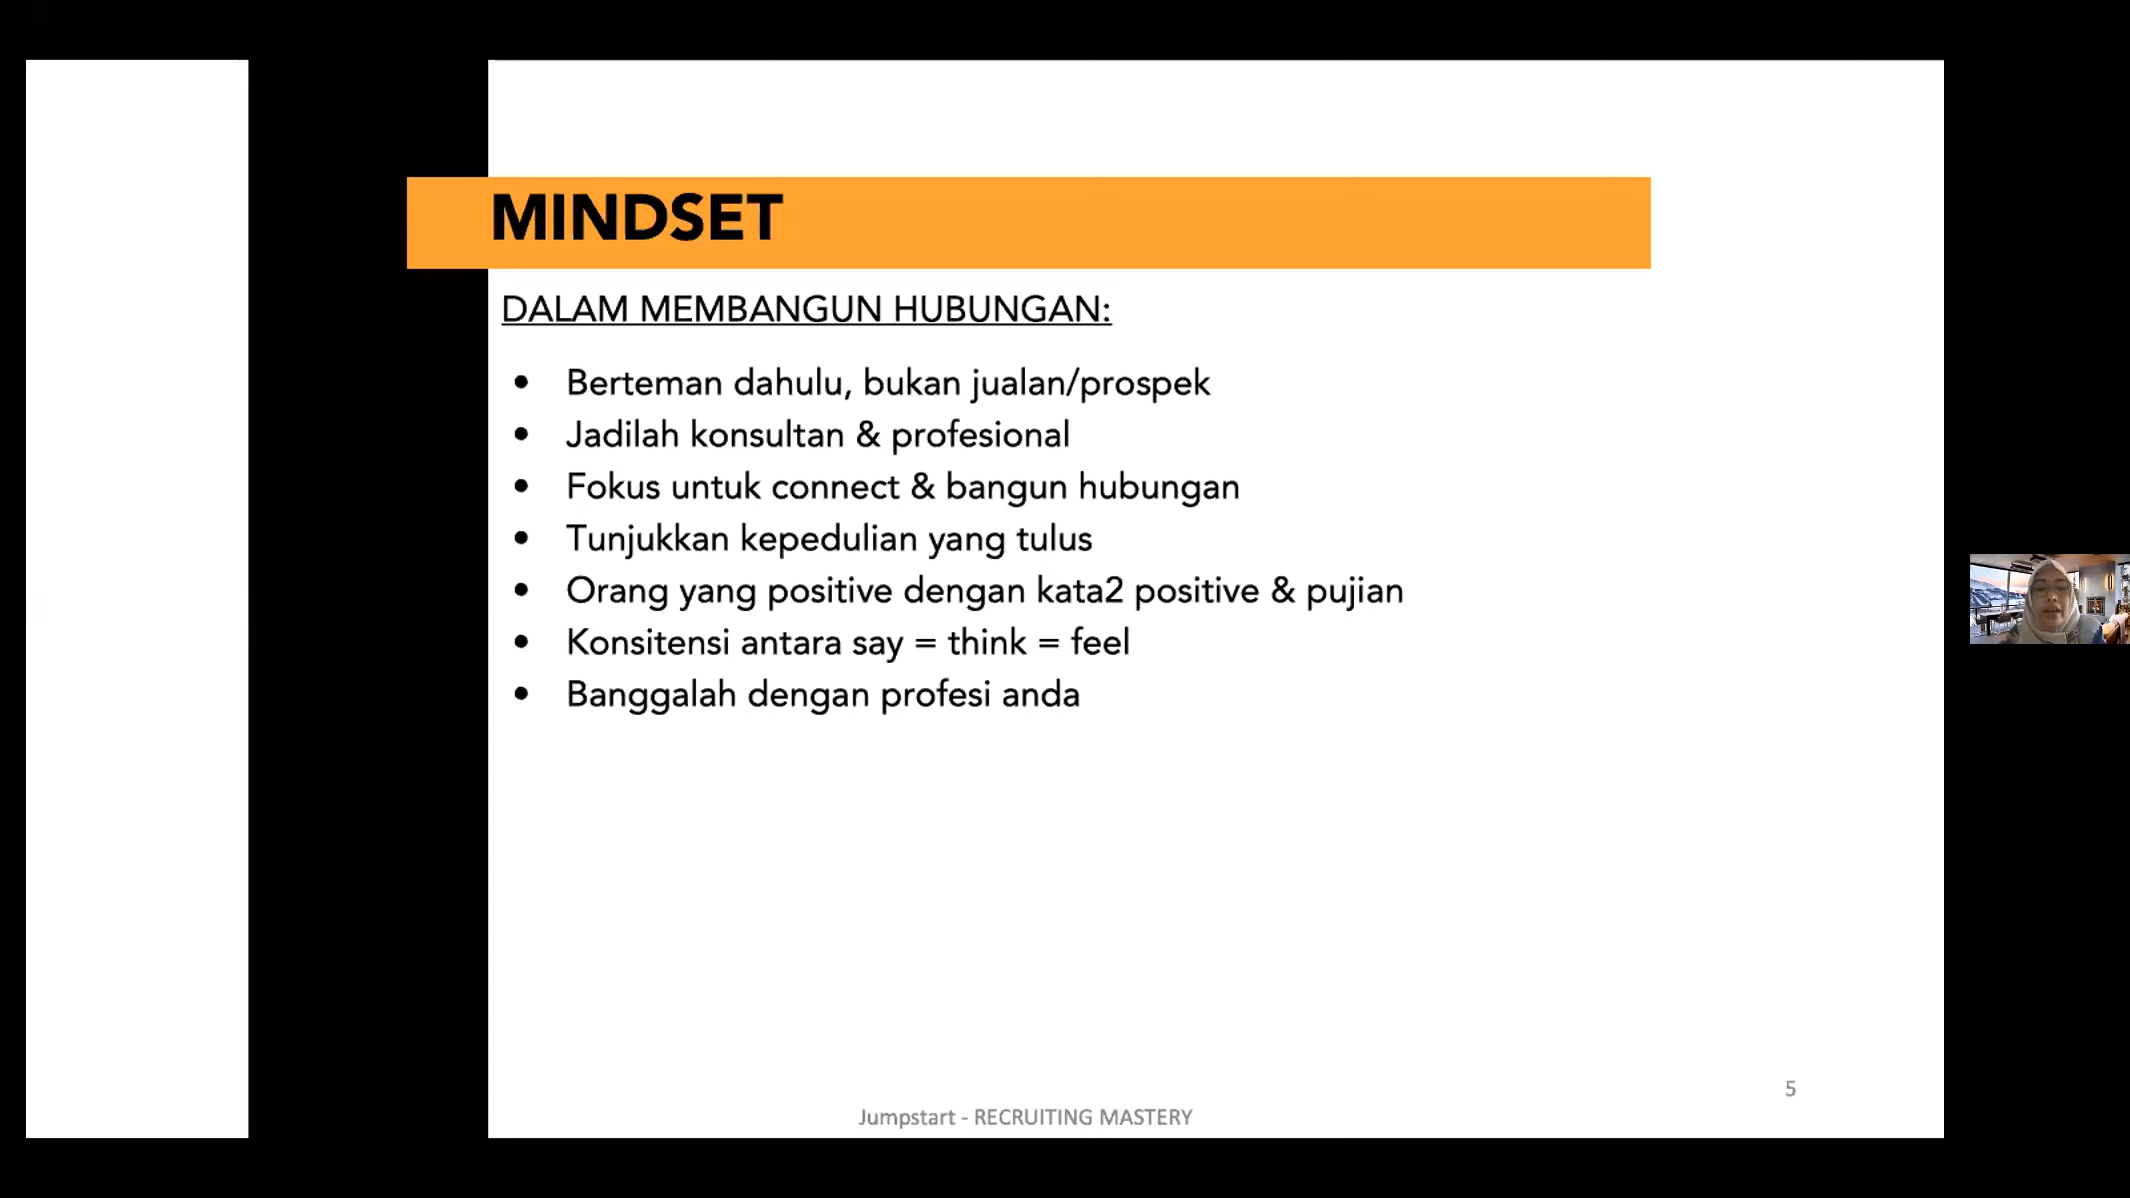 MINDSET
DALAM MEMBANGUN HUBUNGAN:
• Berteman dahulu, bukan jualan/prospek
• Jadilah konsultan & profesional
• Fokus untuk connect & bangun hubungan
• Tunjukkan kepedulian yang tulus
• Orang yang positive dengan kata2 positive & pujian
• Konsitensi antara say = think = feel
• Banggalah dengan profesi anda
5
Jumpstart - RECRUITING MASTERY